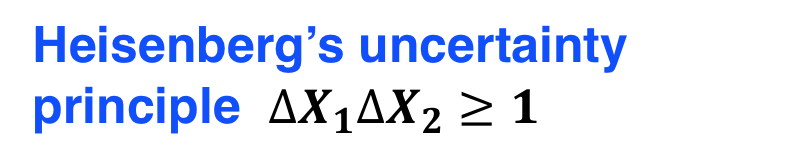 Heisenberg’s uncertainty
principle ΔX₁ΔX₂ ≥ 1